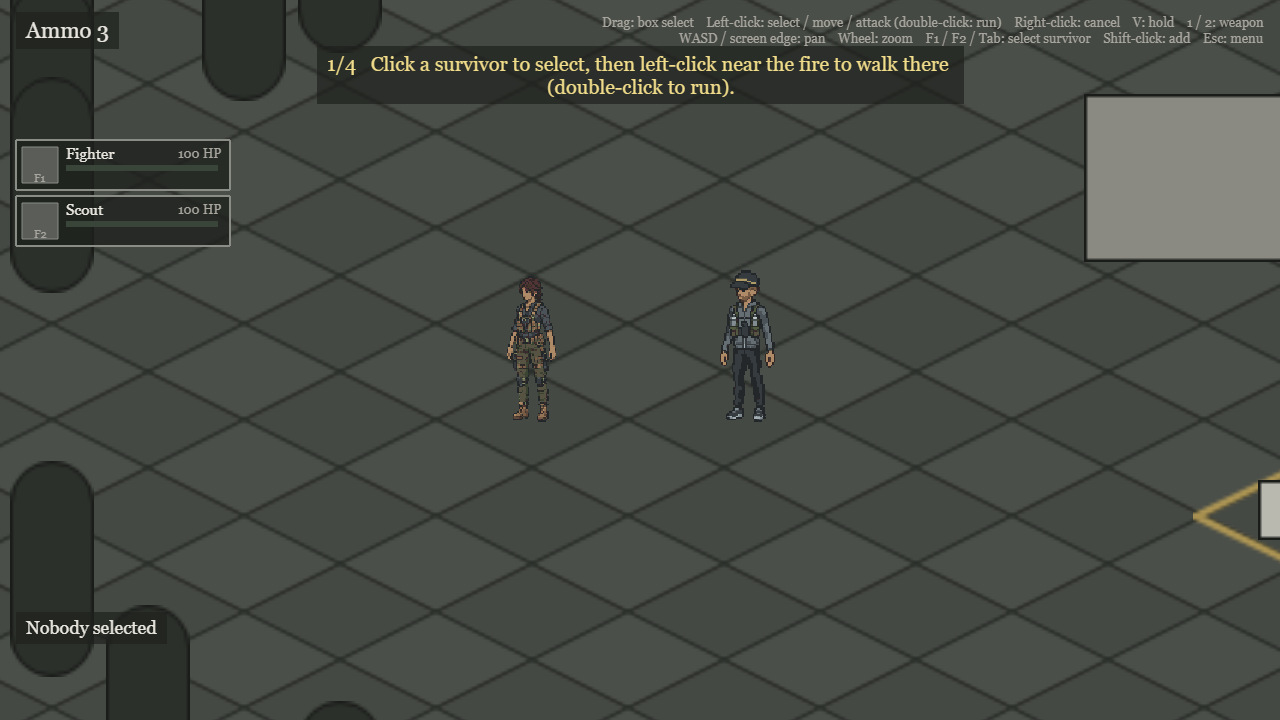 Ammo 3
Drag: box select Left-click: select / move / attack (double-click: run) Right-click: cancel V: hold 1 / 2: weapon
WASD / screen edge: pan Wheel: zoom F1 / F2 / Tab: select survivor Shift-click: add Esc: menu
1/4 Click a survivor to select, then left-click near the fire to walk there
(double-click to run).
Fighter 100 HP
F1
Scout 100 HP
F2
Nobody selected